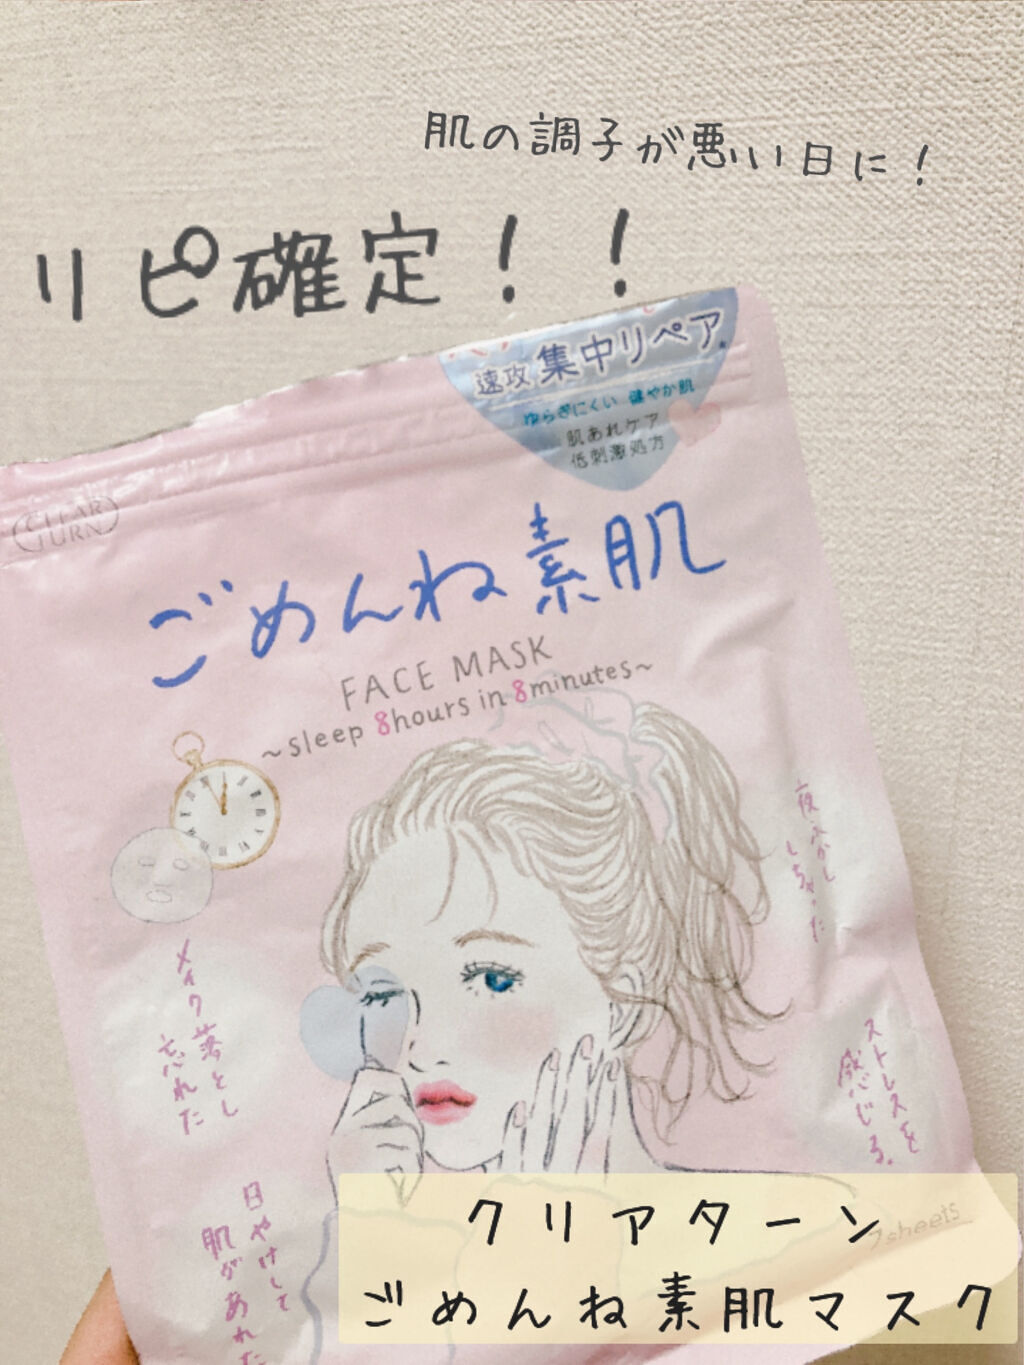 肌の調子が悪い日に！
リピ確定！！
速攻 集中リペア
ゆらぎにくい 健やか肌
肌あれケア
低刺激処方
CLEAR
TURN
ごめんね素肌
FACE MASK
~sleep 8hours in 8minutes~
夜ふかし
しちゃった
メイク落とし
忘れた
ストレスを
感じる。
日やけして
肌があれた
7sheets
クリアターン
ごめんね素肌マスク